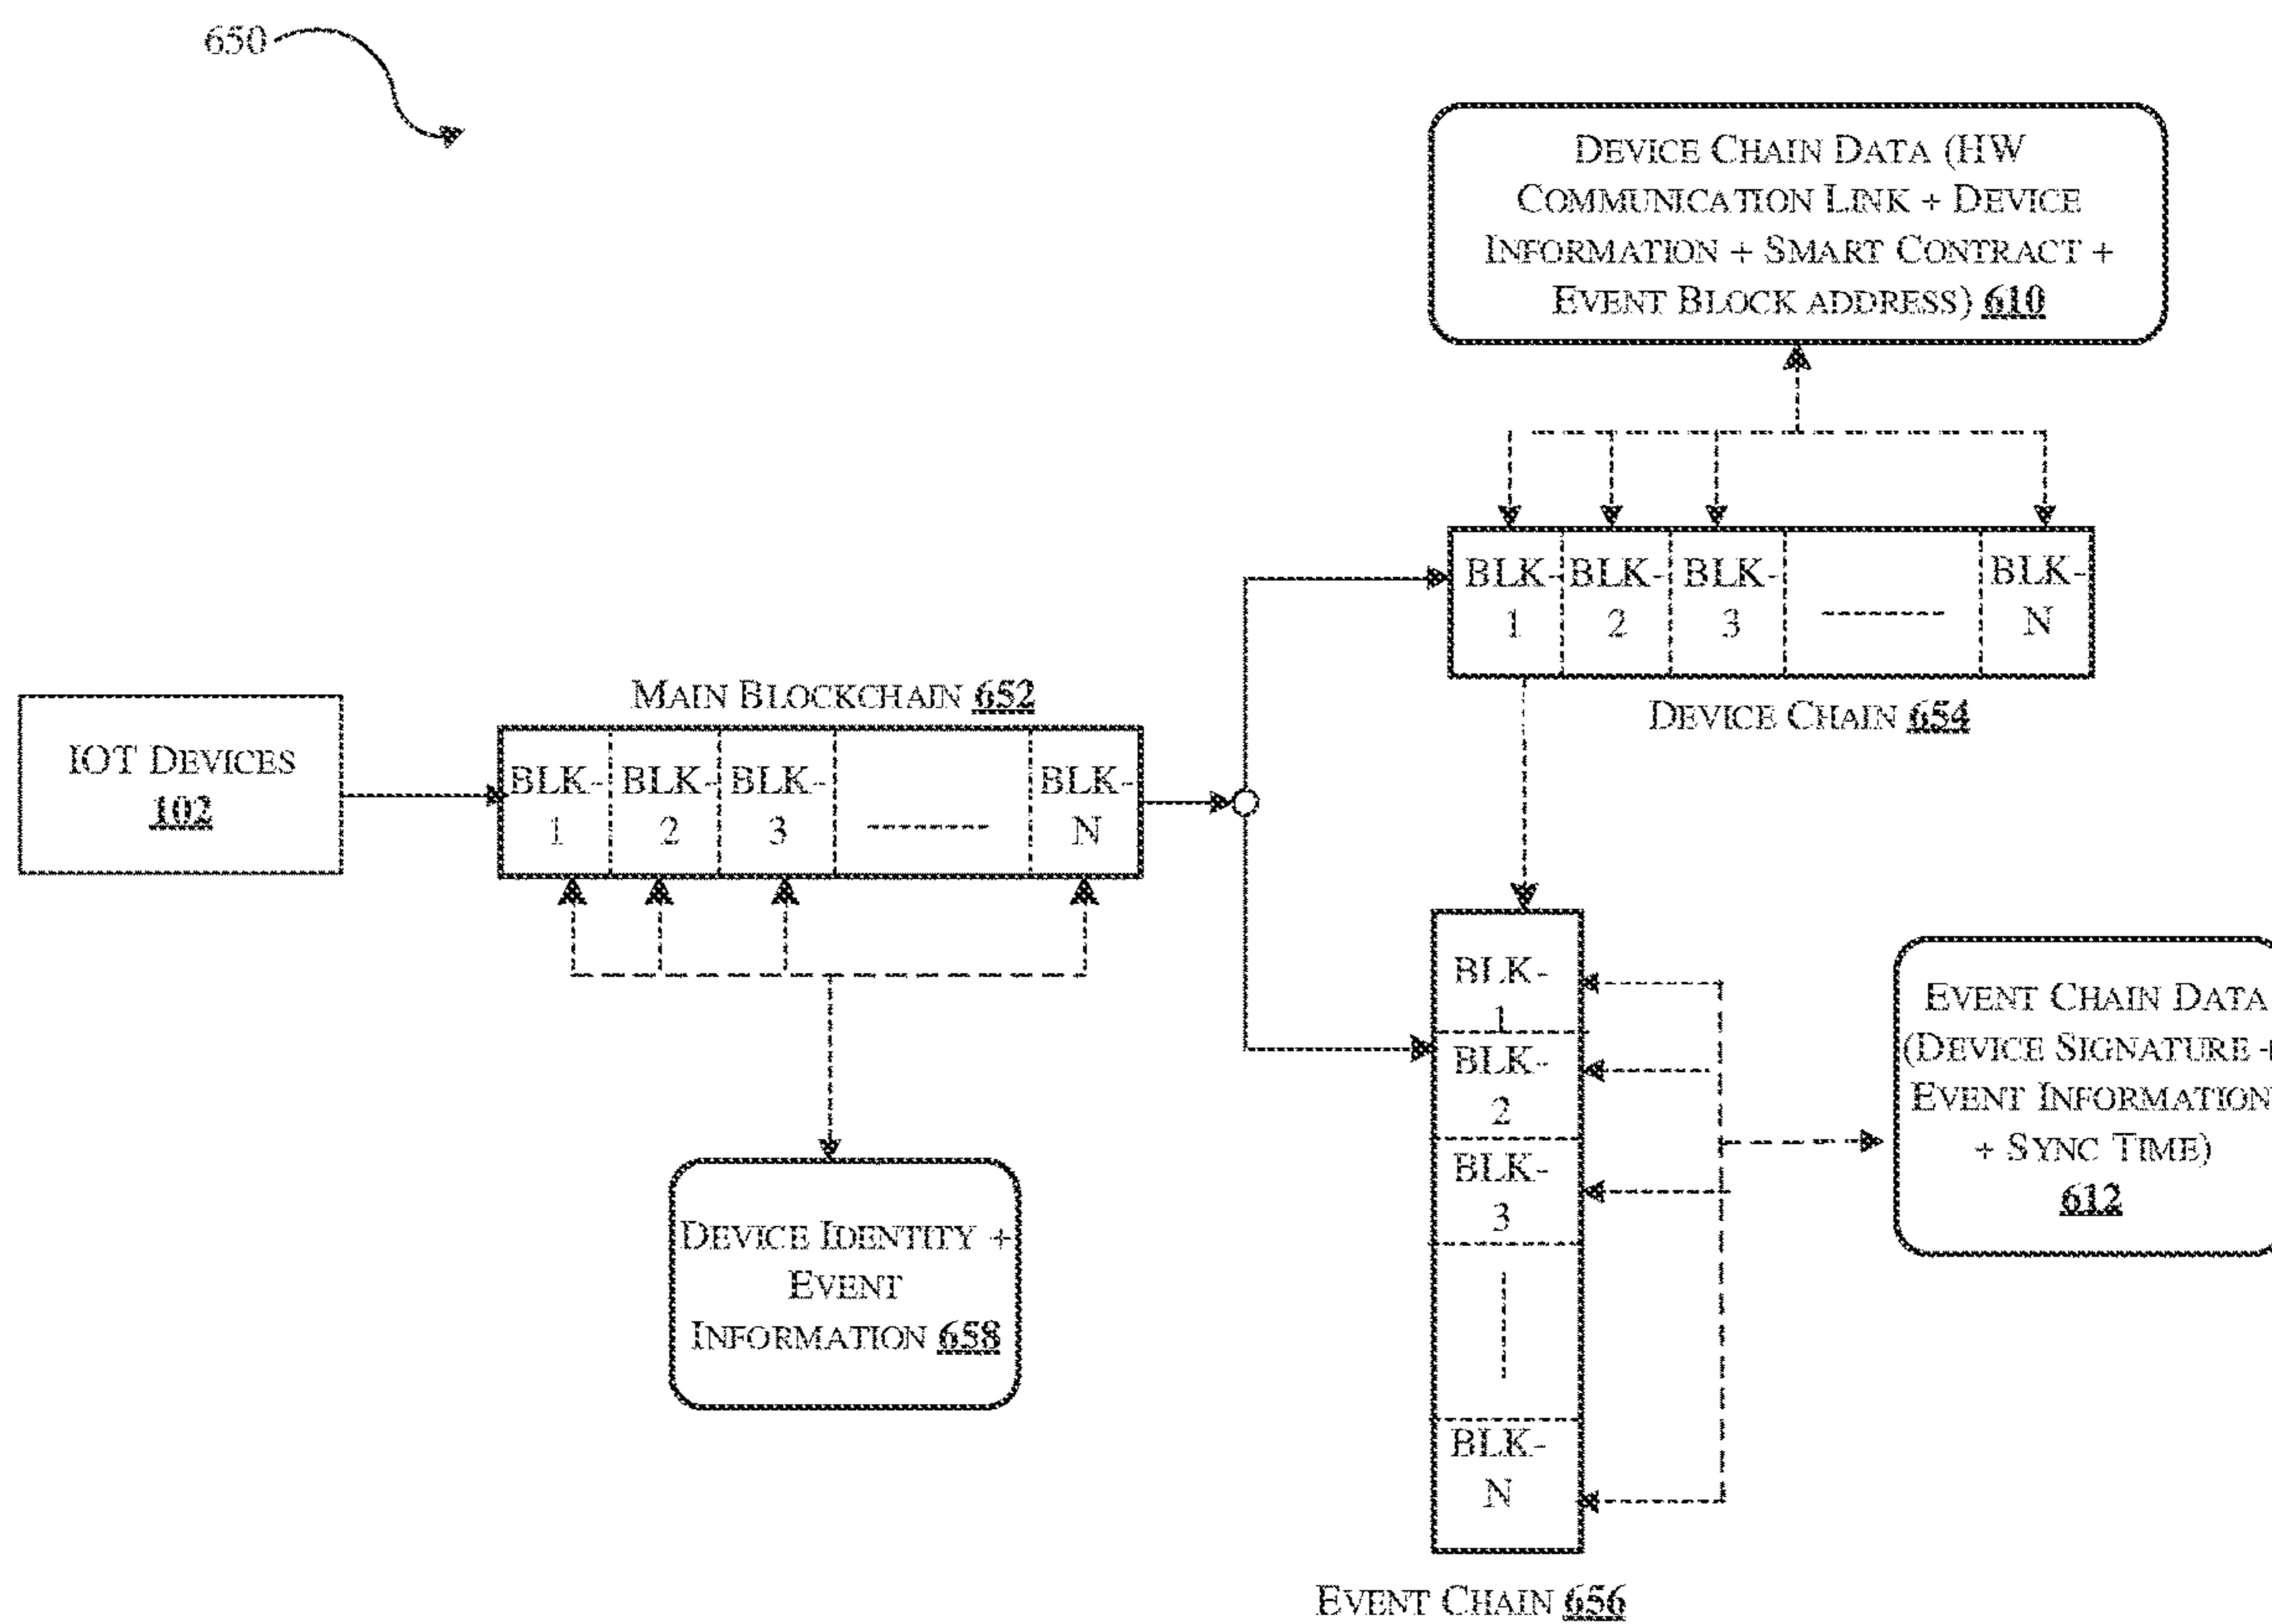 650
DEVICE CHAIN DATA (HW
COMMUNICATION LINK + DEVICE
INFORMATION + SMART CONTRACT +
EVENT BLOCK ADDRESS) 610
BLK-1
BLK-2
BLK-3
BLK-N
DEVICE CHAIN 654
MAIN BLOCKCHAIN 652
IOT DEVICES
102
BLK-1
BLK-2
BLK-3
BLK-N
DEVICE IDENTITY +
EVENT
INFORMATION 658
BLK-
1
BLK-
2
BLK-
3
BLK-
N
EVENT CHAIN DATA
(DEVICE SIGNATURE +
EVENT INFORMATION
+ SYNC TIME)
612
EVENT CHAIN 656